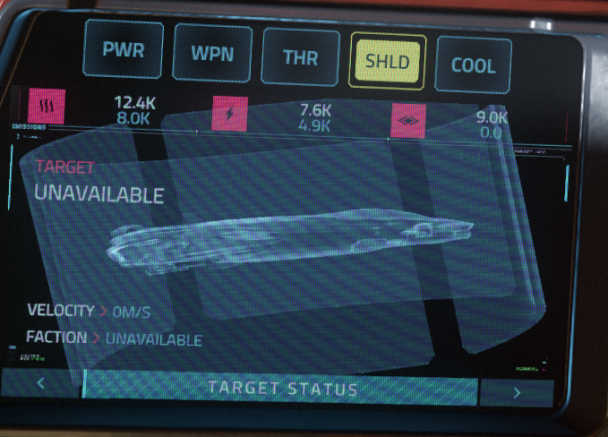 PWR WPN THR SHLD COOL
12.4K 7.6K 9.0K
8.0K 4.9K 0.0
EMISSIONS
TARGET
UNAVAILABLE
VELOCITY > 0M/S
FACTION > UNAVAILABLE
< TARGET STATUS >